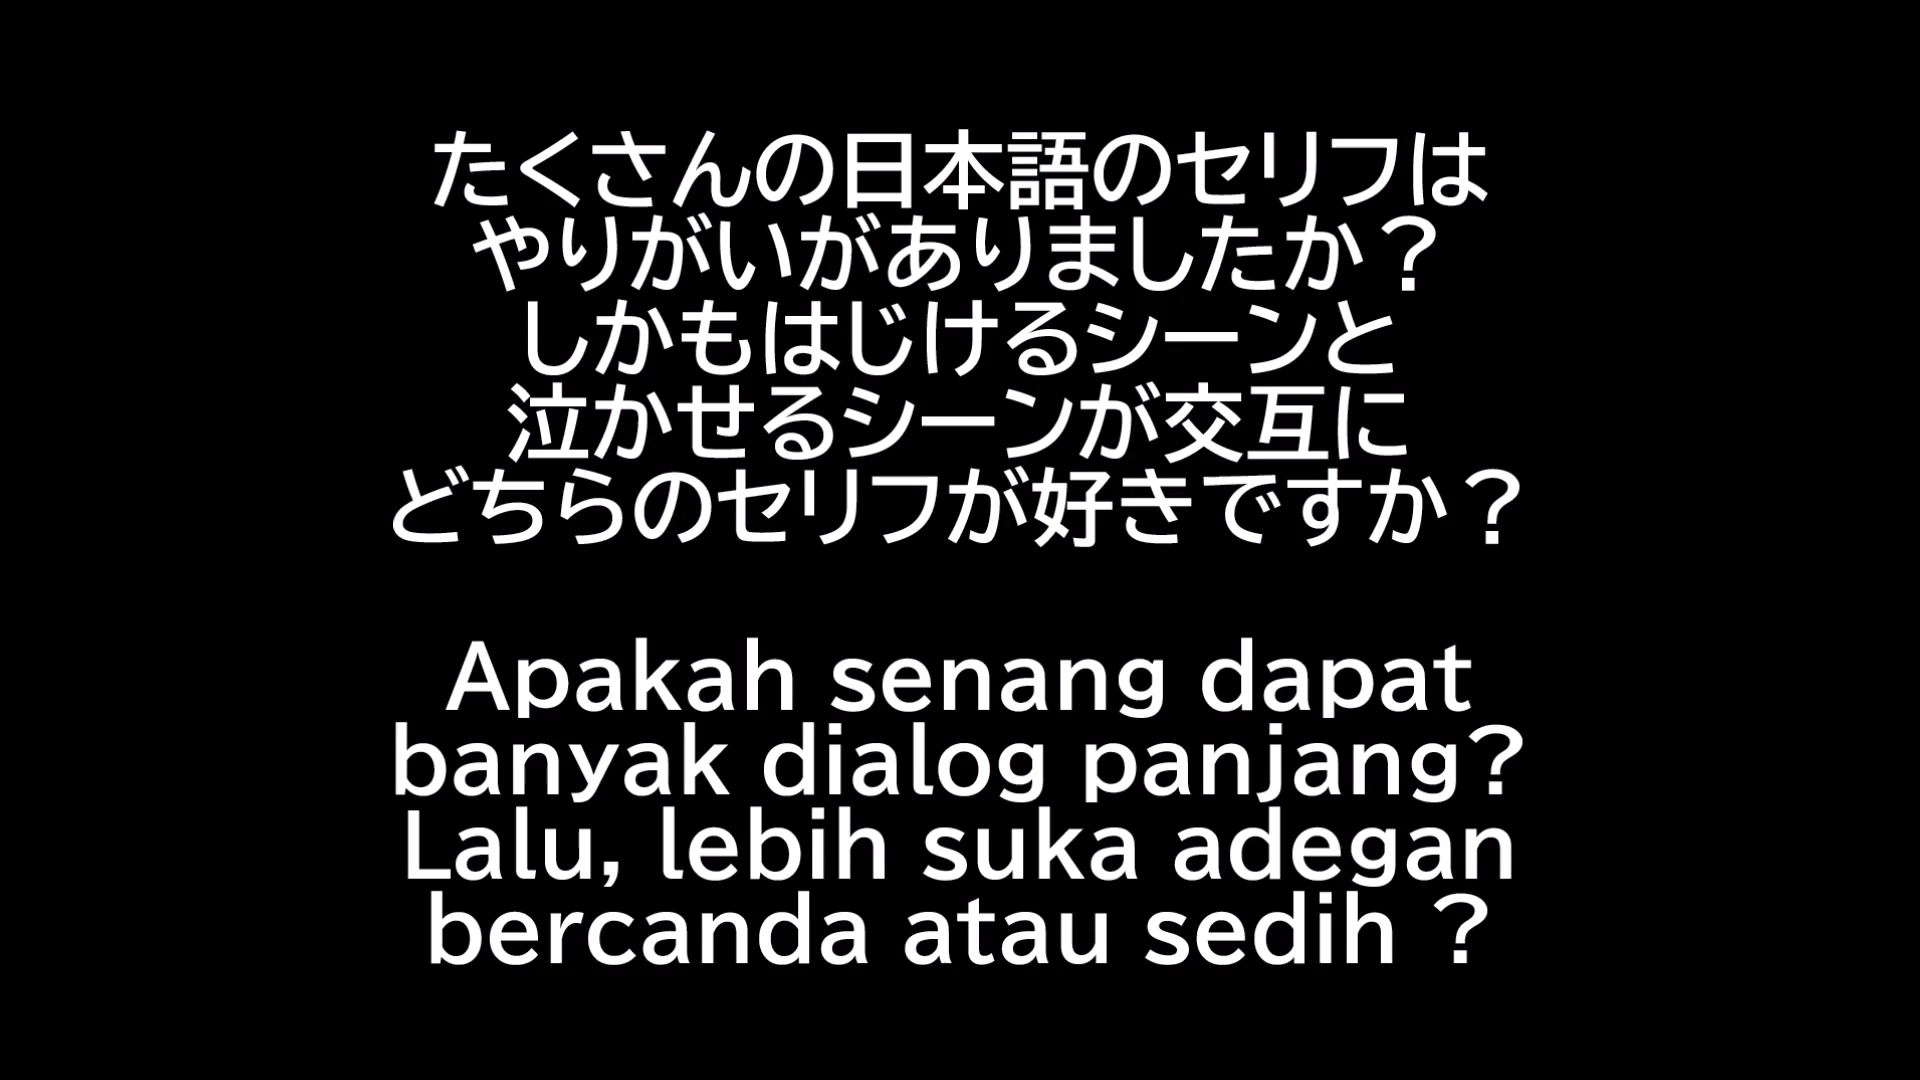 たくさんの日本語のセリフは
やりがいがありましたか？
しかもはじけるシーンと
泣かせるシーンが交互に
どちらのセリフが好きですか？
Apakah senang dapat
banyak dialog panjang?
Lalu, lebih suka adegan
bercanda atau sedih ?